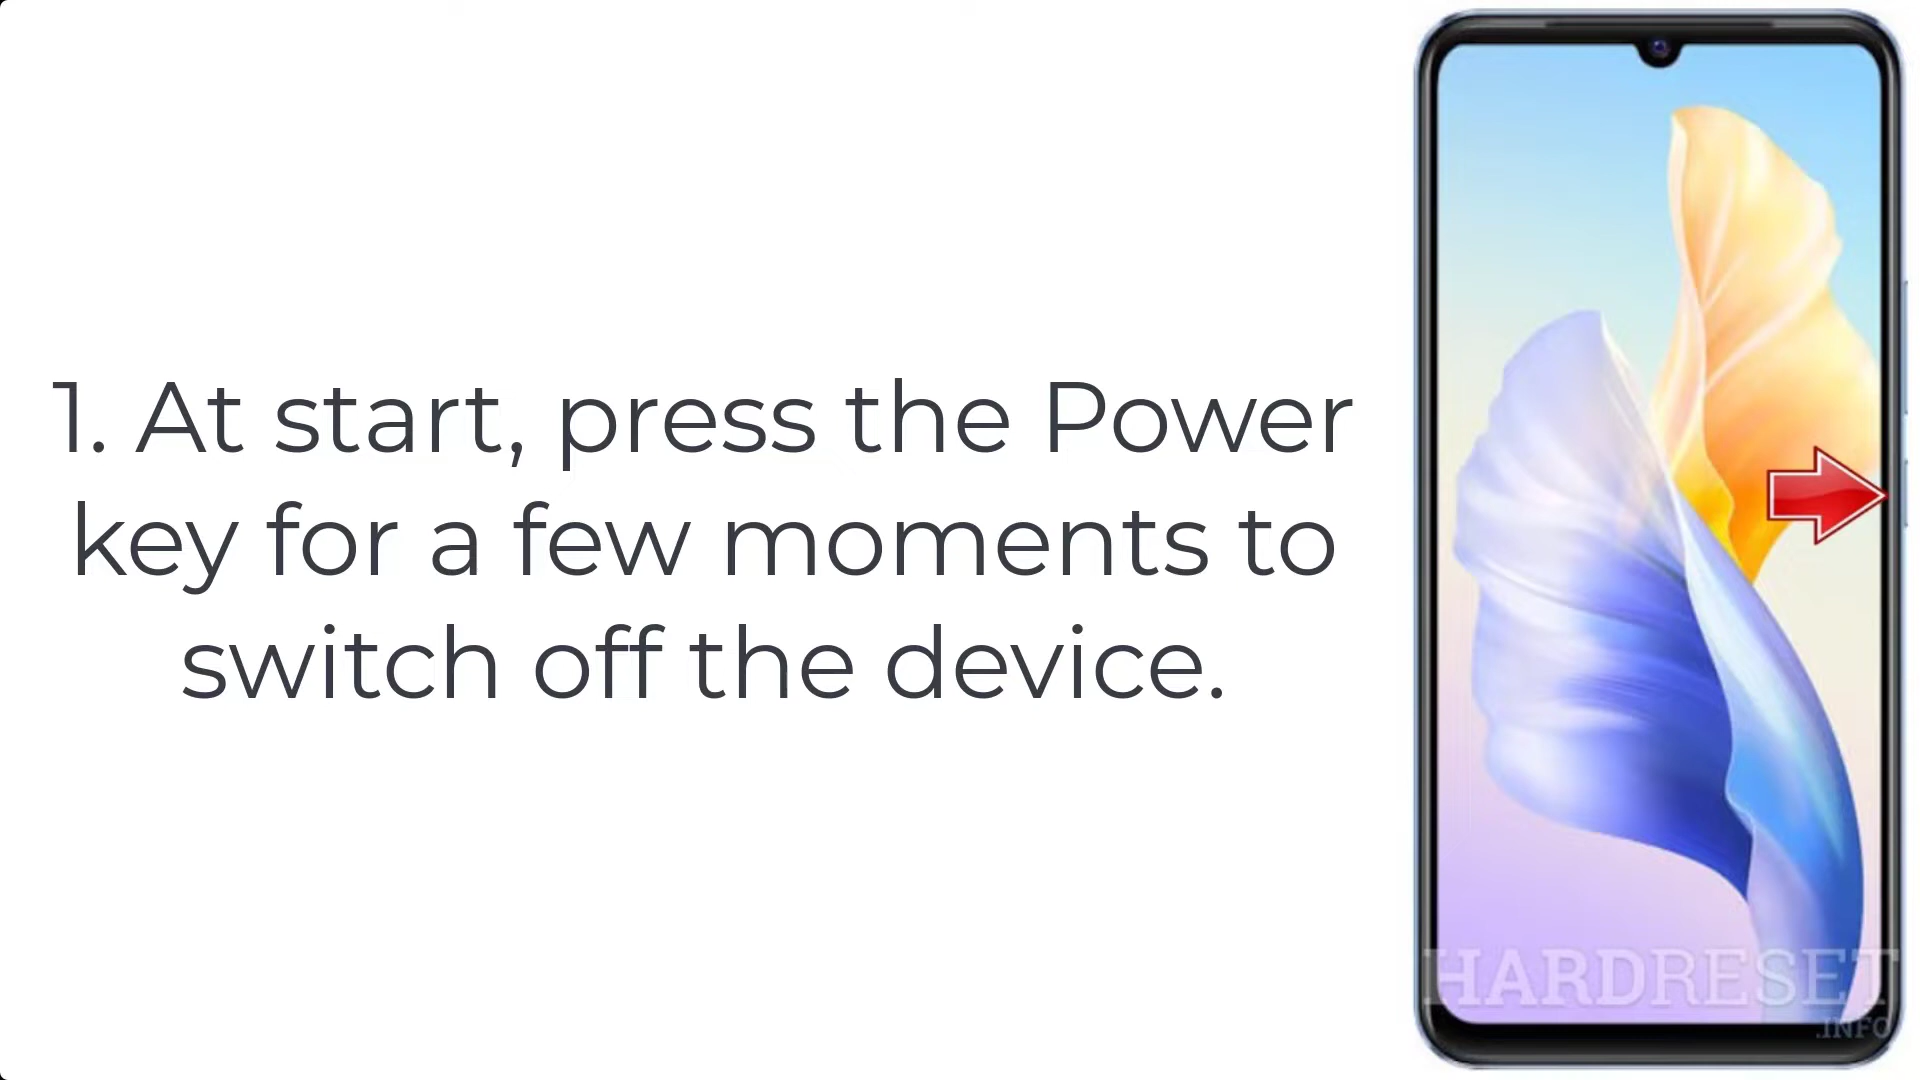 1. At start, press the Power
key for a few moments to
switch off the device.
HARDRESET
.INFO